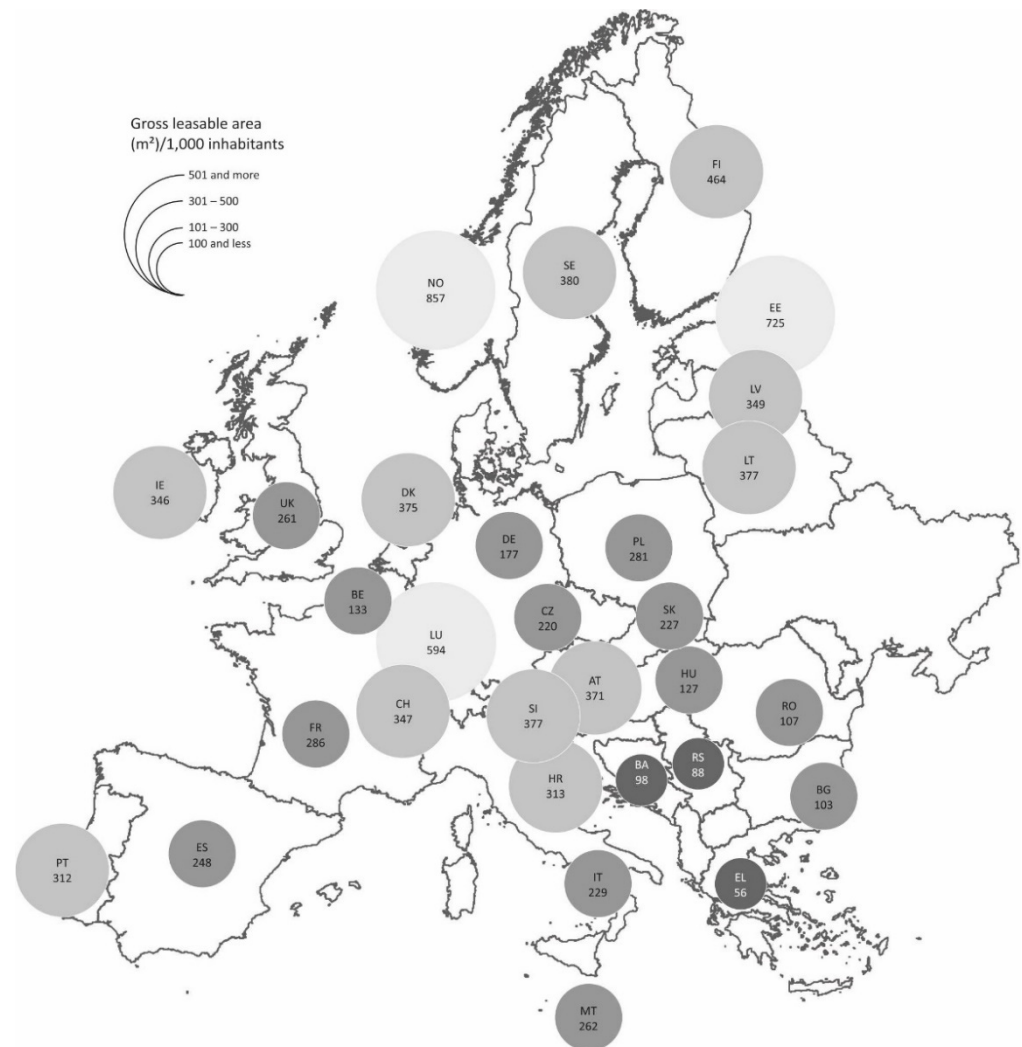 Gross leasable area
(m²)/1,000 inhabitants
501 and more
301 – 500
101 – 300
100 and less
FI
464
SE
380
NO
857
EE
725
LV
349
LT
377
IE
346
UK
261
DK
375
DE
177
PL
281
BE
133
CZ
220
SK
227
LU
594
AT
371
HU
127
CH
347
SI
377
RO
107
FR
286
BA
98
RS
88
HR
313
BG
103
PT
312
ES
248
IT
229
EL
56
MT
262